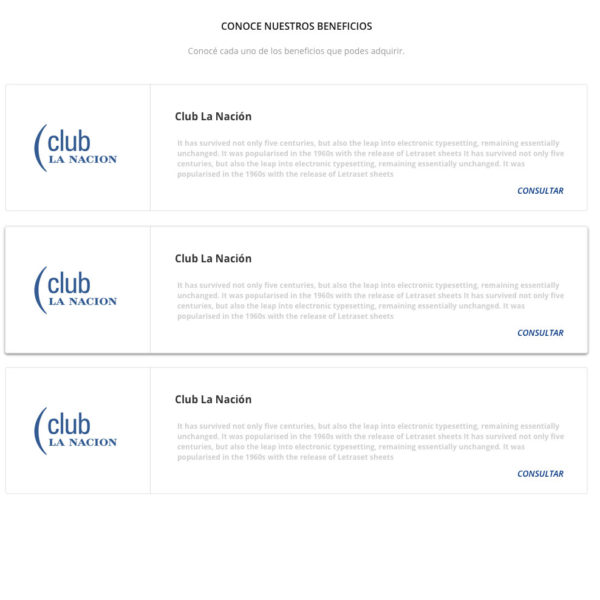 CONOCE NUESTROS BENEFICIOS
Conocé cada uno de los beneficios que podes adquirir.
club
LA NACION
Club La Nación
It has survived not only five centuries, but also the leap into electronic typesetting, remaining essentially
unchanged. It was popularised in the 1960s with the release of Letraset sheets It has survived not only five
centuries, but also the leap into electronic typesetting, remaining essentially unchanged. It was
popularised in the 1960s with the release of Letraset sheets
CONSULTAR
club
LA NACION
Club La Nación
It has survived not only five centuries, but also the leap into electronic typesetting, remaining essentially
unchanged. It was popularised in the 1960s with the release of Letraset sheets It has survived not only five
centuries, but also the leap into electronic typesetting, remaining essentially unchanged. It was
popularised in the 1960s with the release of Letraset sheets
CONSULTAR
club
LA NACION
Club La Nación
It has survived not only five centuries, but also the leap into electronic typesetting, remaining essentially
unchanged. It was popularised in the 1960s with the release of Letraset sheets It has survived not only five
centuries, but also the leap into electronic typesetting, remaining essentially unchanged. It was
popularised in the 1960s with the release of Letraset sheets
CONSULTAR